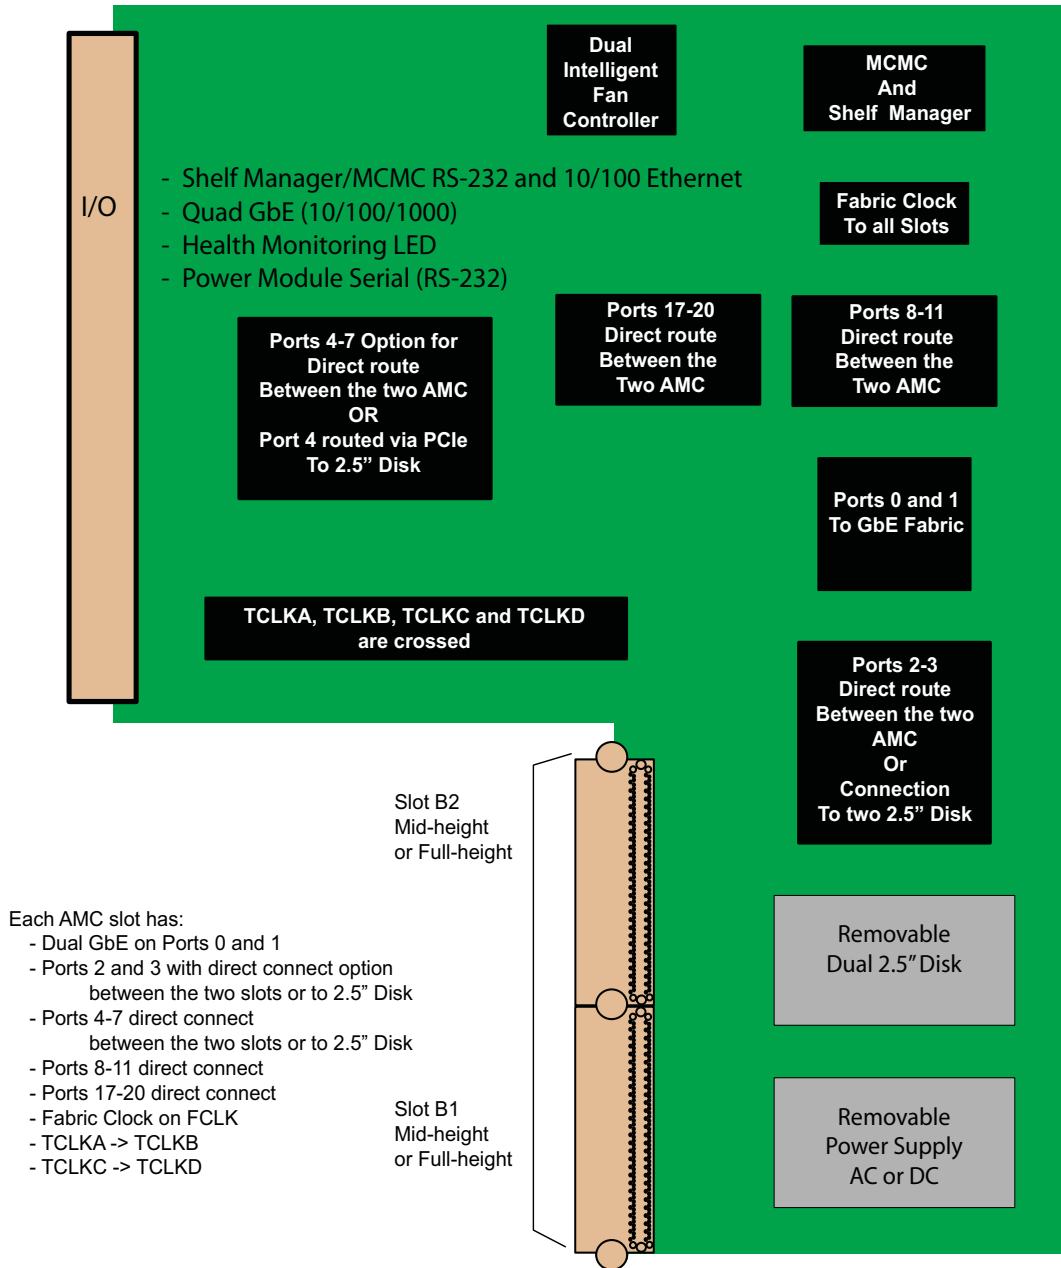 Dual
Intelligent
Fan
Controller
MCMC
And
Shelf Manager
I/O
- Shelf Manager/MCMC RS-232 and 10/100 Ethernet
- Quad GbE (10/100/1000)
- Health Monitoring LED
- Power Module Serial (RS-232)
Fabric Clock
To all Slots
Ports 4-7 Option for
Direct route
Between the two AMC
OR
Port 4 routed via PCIe
To 2.5” Disk
Ports 17-20
Direct route
Between the
Two AMC
Ports 8-11
Direct route
Between the
Two AMC
Ports 0 and 1
To GbE Fabric
TCLKA, TCLKB, TCLKC and TCLKD
are crossed
Ports 2-3
Direct route
Between the two
AMC
Or
Connection
To two 2.5” Disk
Slot B2
Mid-height
or Full-height
Each AMC slot has:
- Dual GbE on Ports 0 and 1
- Ports 2 and 3 with direct connect option
between the two slots or to 2.5” Disk
- Ports 4-7 direct connect
between the two slots or to 2.5” Disk
- Ports 8-11 direct connect
- Ports 17-20 direct connect
- Fabric Clock on FCLK
- TCLKA -> TCLKB
- TCLKC -> TCLKD
Slot B1
Mid-height
or Full-height
Removable
Dual 2.5” Disk
Removable
Power Supply
AC or DC